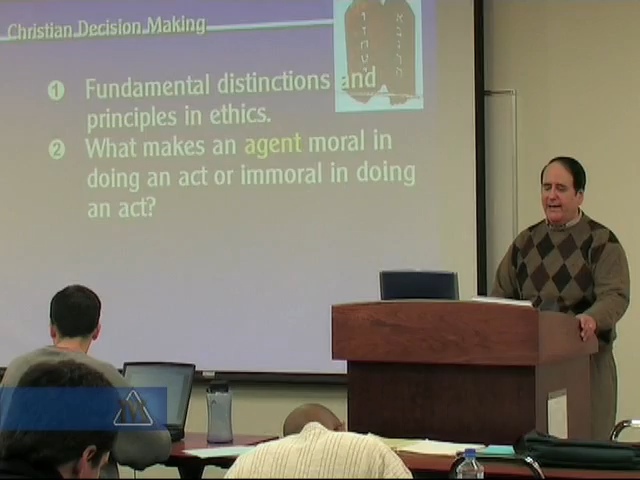 Christian Decision Making
1 Fundamental distinctions and
principles in ethics.
2 What makes an agent moral in
doing an act or immoral in doing
an act?